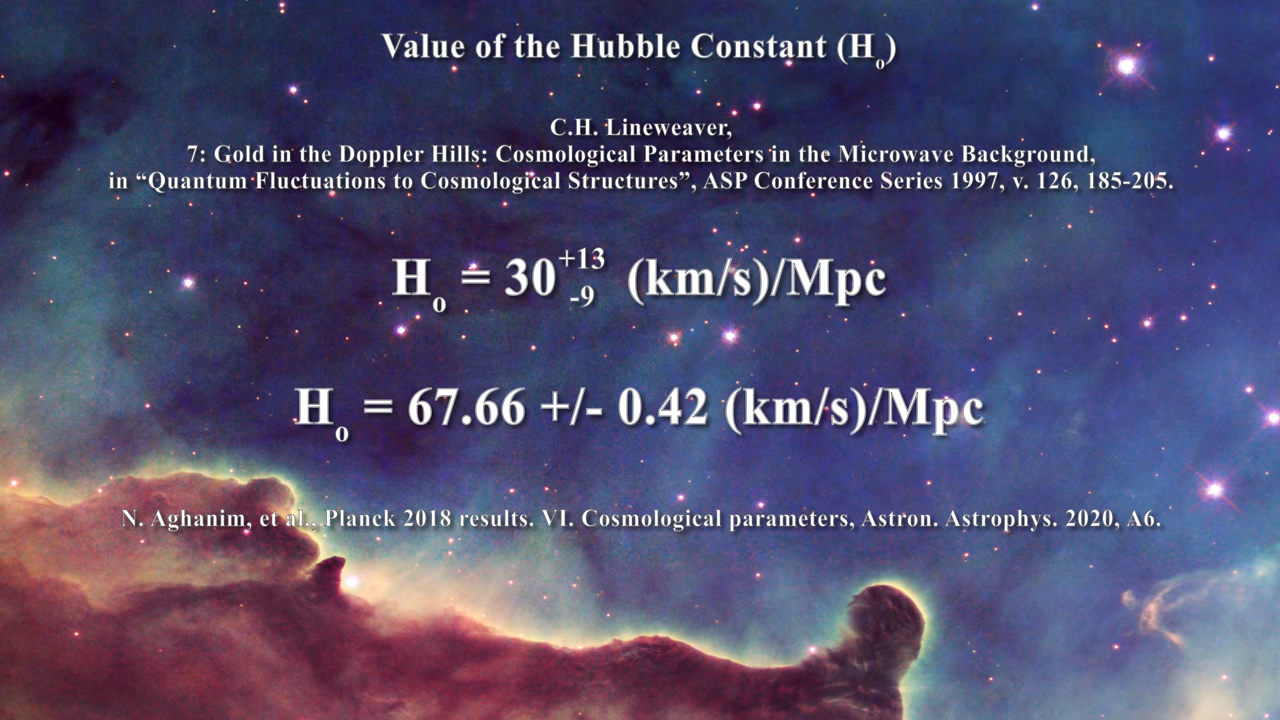 Value of the Hubble Constant (Ho)
C.H. Lineweaver,
7: Gold in the Doppler Hills: Cosmological Parameters in the Microwave Background,
in “Quantum Fluctuations to Cosmological Structures”, ASP Conference Series 1997, v. 126, 185-205.
Ho = 30 +13 -9 (km/s)/Mpc
Ho = 67.66 +/- 0.42 (km/s)/Mpc
N. Aghanim, et al., Planck 2018 results. VI. Cosmological parameters, Astron. Astrophys. 2020, A6.